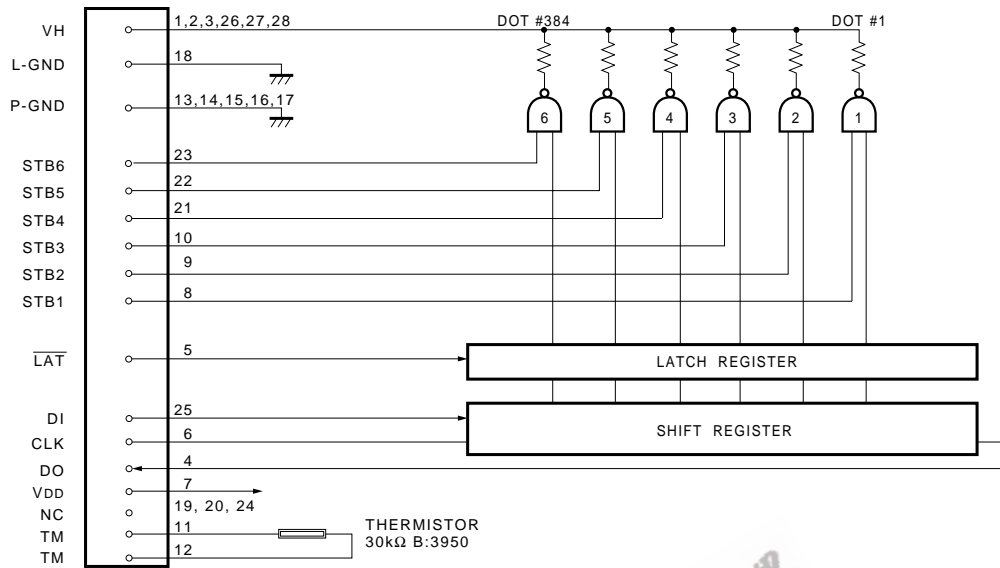 VH 1,2,3,26,27,28 DOT #384 DOT #1
L-GND 18
P-GND 13,14,15,16,17
6 5 4 3 2 1
STB6 23
STB5 22
STB4 21
STB3 10
STB2 9
STB1 8
LAT 5 LATCH REGISTER
DI 25
SHIFT REGISTER
CLK 6
DO 4
VDD 7
NC 19, 20, 24
TM 11 THERMISTOR
30kΩ B:3950
TM 12